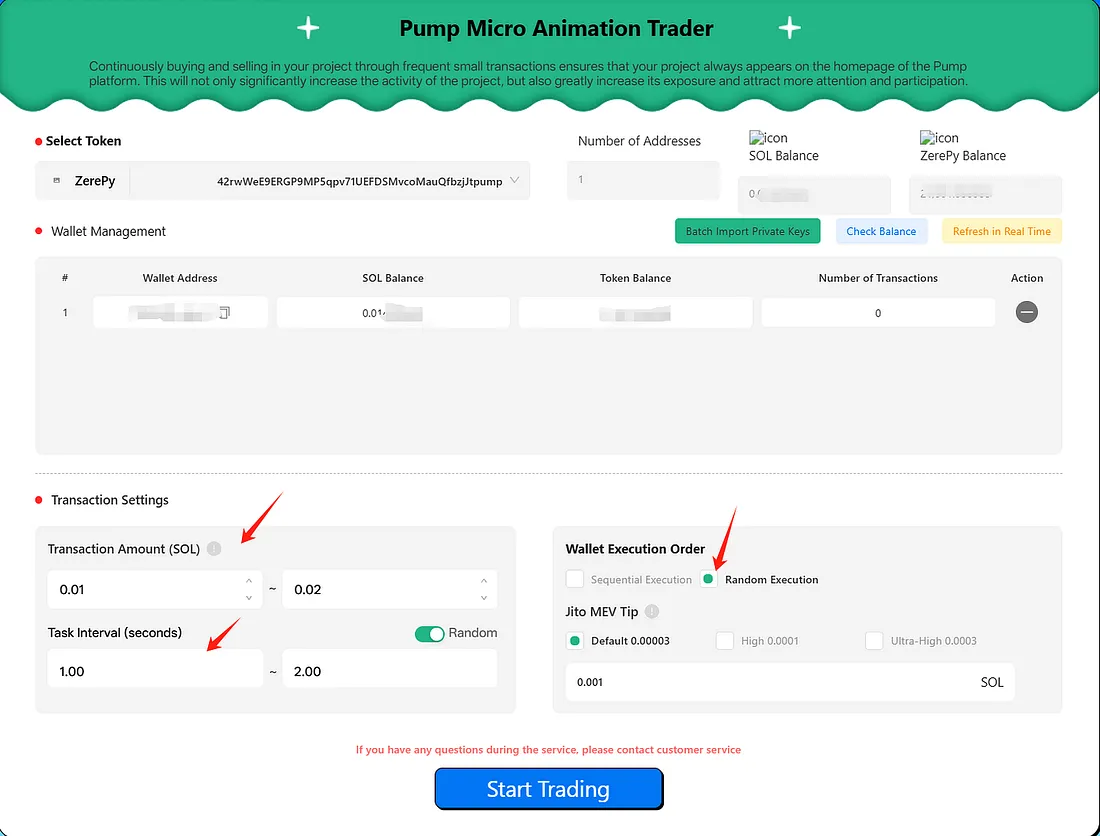 Pump Micro Animation Trader
Continuously buying and selling in your project through frequent small transactions ensures that your project always appears on the homepage of the Pump
platform. This will not only significantly increase the activity of the project, but also greatly increase its exposure and attract more attention and participation.
Select Token
Number of Addresses
icon
SOL Balance
icon
ZerePy Balance
ZerePy
42rwWeE9ERGP9MP5qpv71UEFDSMvcoMauQfbzjJtpump
1
Wallet Management
Batch Import Private Keys
Check Balance
Refresh in Real Time
# Wallet Address SOL Balance Token Balance Number of Transactions Action
1 0.01 0
Transaction Settings
Transaction Amount (SOL)
0.01 ~ 0.02
Task Interval (seconds) Random
1.00 ~ 2.00
Wallet Execution Order
Sequential Execution Random Execution
Jito MEV Tip
Default 0.00003 High 0.0001 Ultra-High 0.0003
0.001 SOL
If you have any questions during the service, please contact customer service
Start Trading